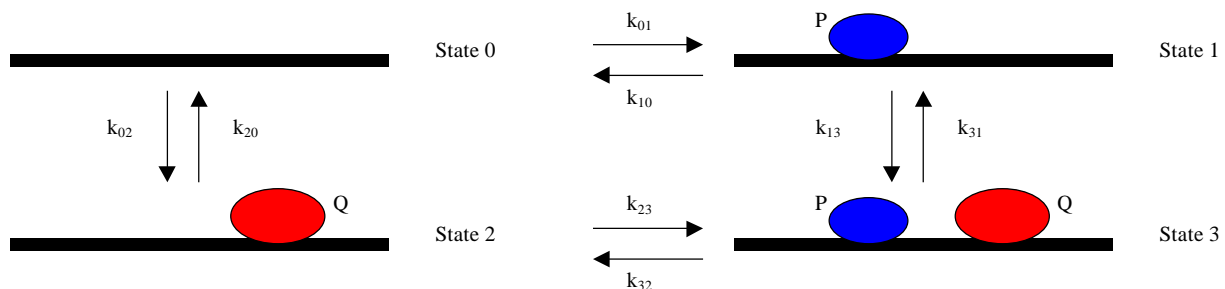 k01
P
State 0
State 1
k10
k02
k20
k13
k31
Q
k23
P
Q
State 2
State 3
k32